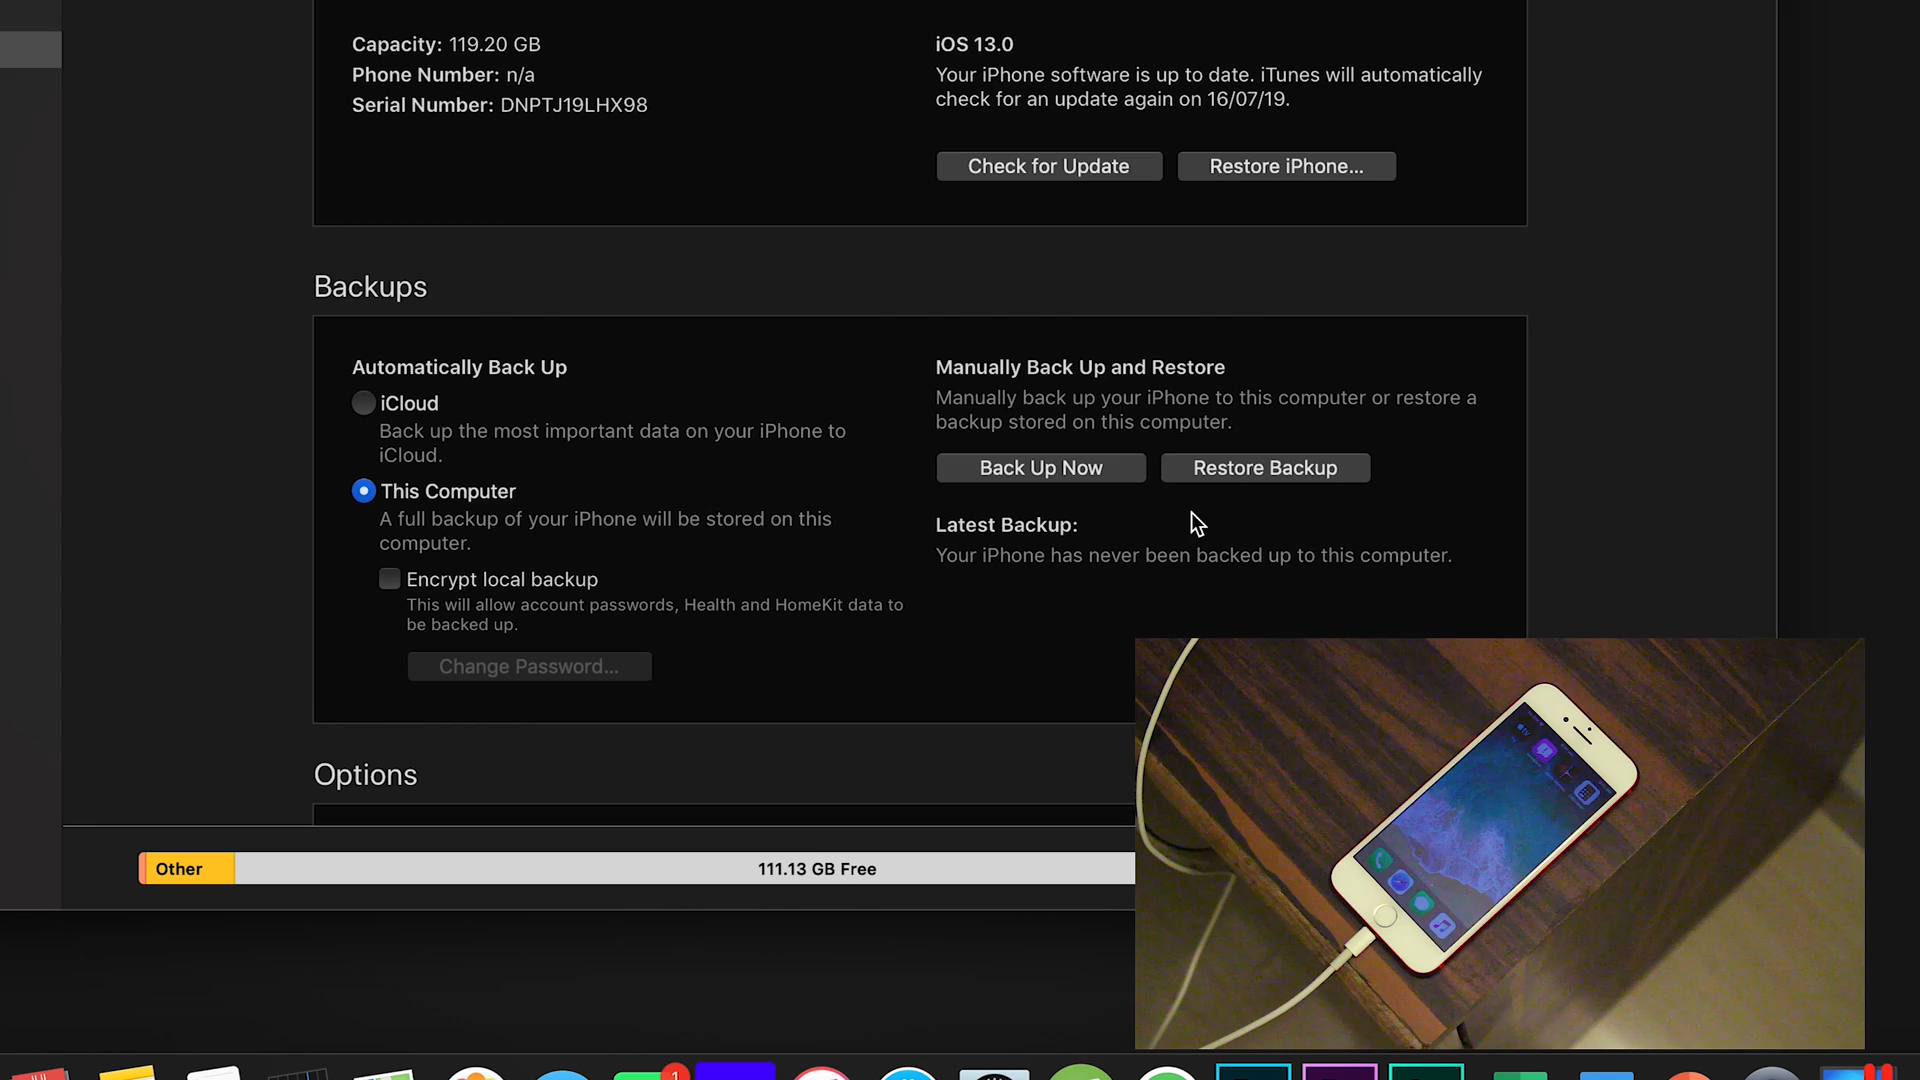 Capacity: 119.20 GB
Phone Number: n/a
Serial Number: DNPTJ19LHX98
iOS 13.0
Your iPhone software is up to date. iTunes will automatically
check for an update again on 16/07/19.
Check for Update
Restore iPhone...
Backups
Automatically Back Up
iCloud
Back up the most important data on your iPhone to
iCloud.
This Computer
A full backup of your iPhone will be stored on this
computer.
Encrypt local backup
This will allow account passwords, Health and HomeKit data to
be backed up.
Change Password...
Manually Back Up and Restore
Manually back up your iPhone to this computer or restore a
backup stored on this computer.
Back Up Now
Restore Backup
Latest Backup:
Your iPhone has never been backed up to this computer.
Options
Other
111.13 GB Free
1